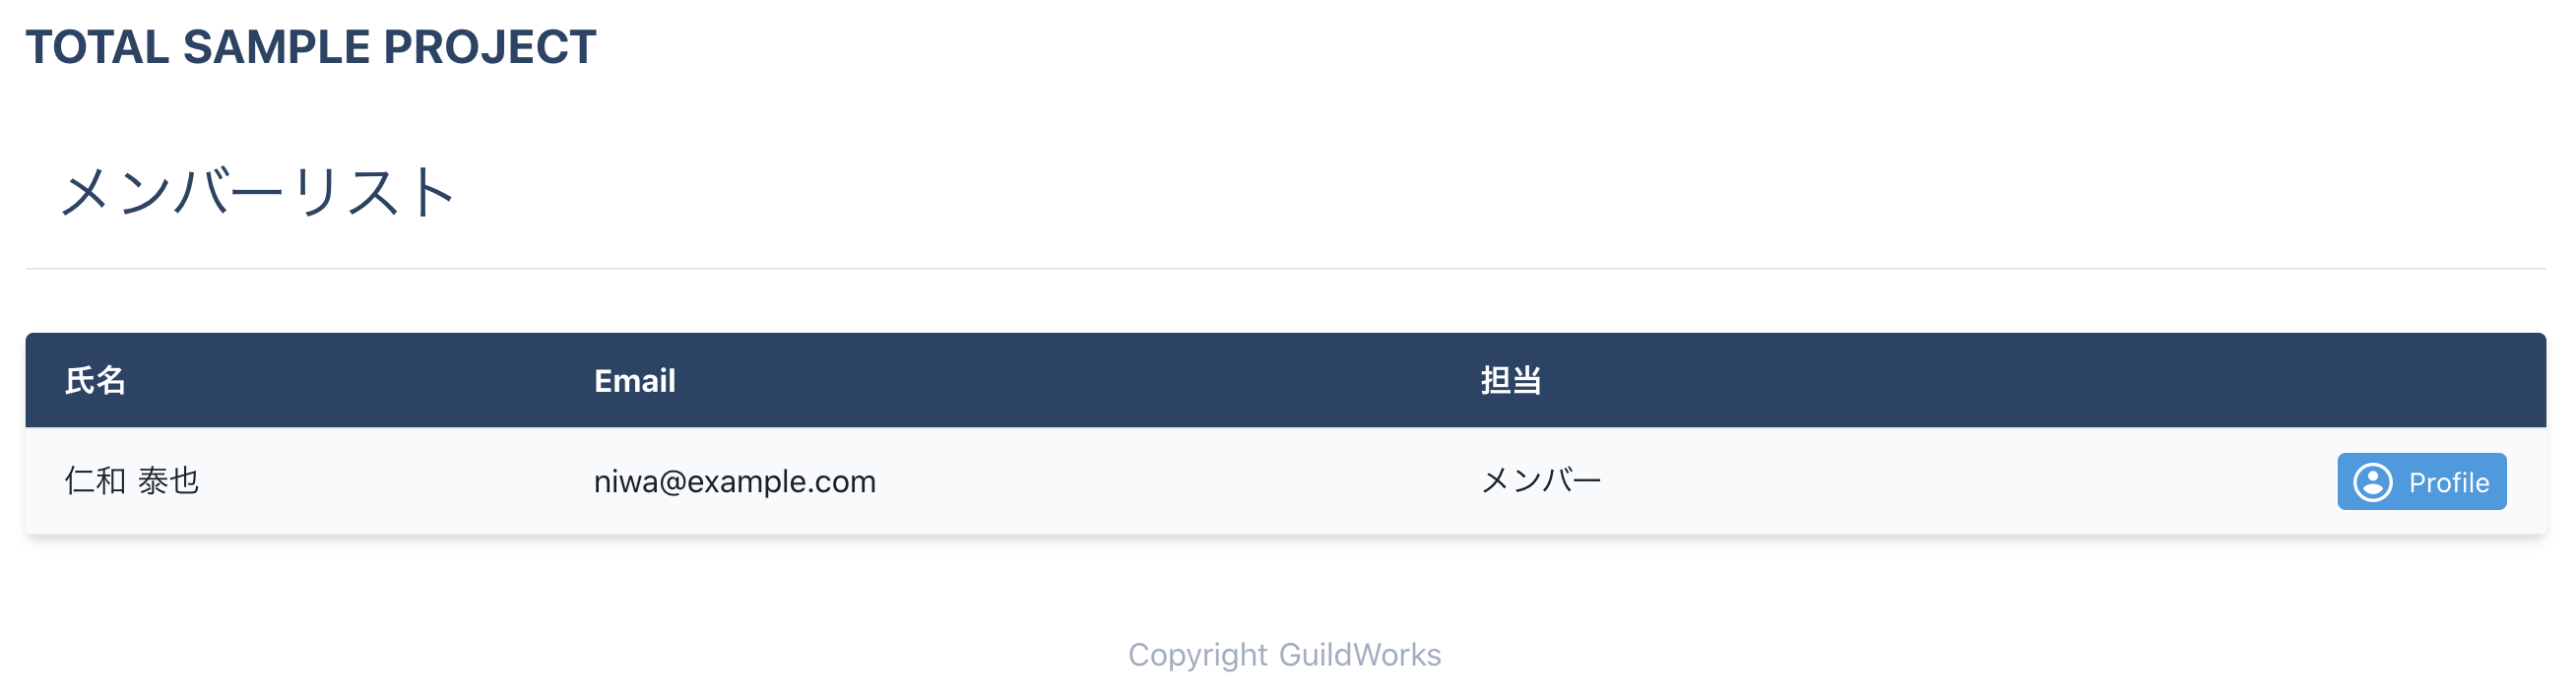 TOTAL SAMPLE PROJECT
メンバーリスト
氏名 Email 担当
仁和 泰也 niwa@example.com メンバー Profile
Copyright GuildWorks